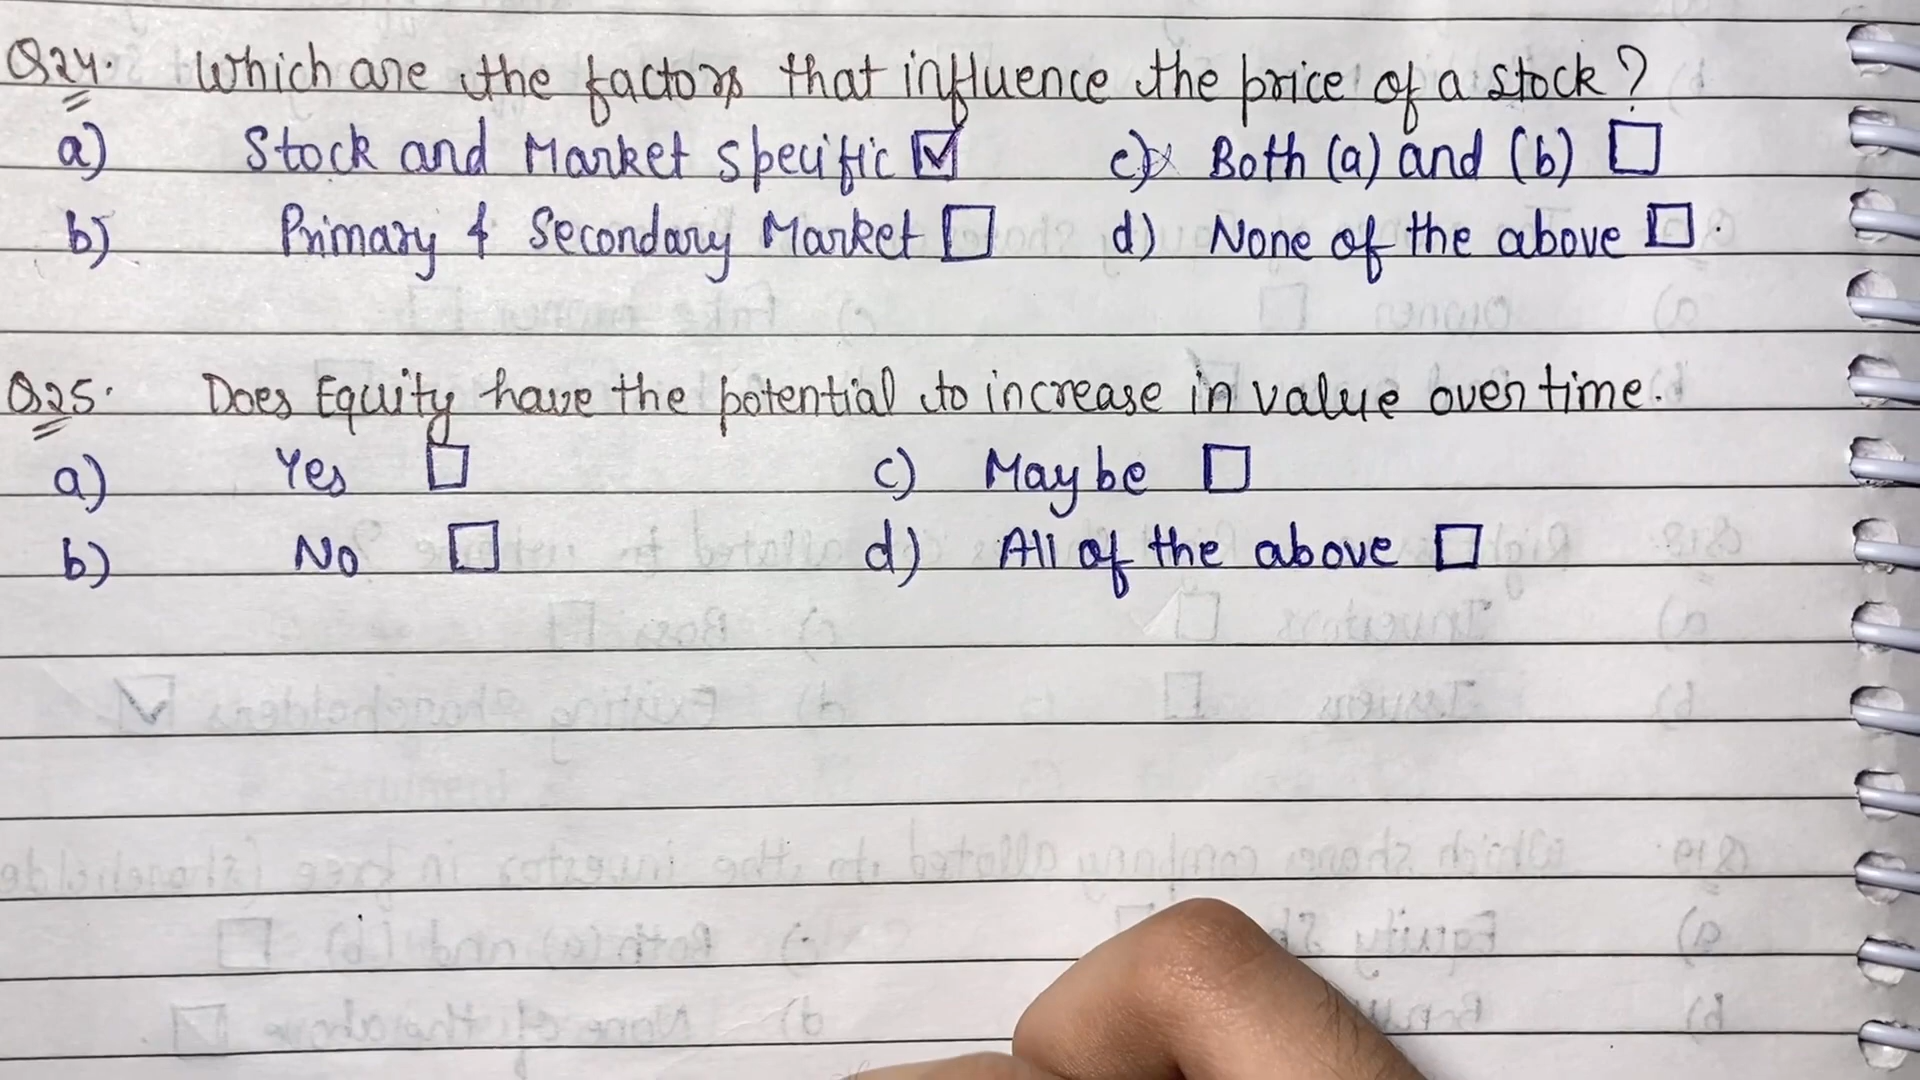 Q24. Which are the factors that influence the price of a stock?
a) Stock and Market specific ☑ c) Both (a) and (b) ☐
b) Primary & Secondary Market ☐ d) None of the above ☐.
Q25. Does Equity have the potential to increase in value over time.
a) Yes ☐ c) Maybe ☐
b) No ☐ d) All of the above ☐